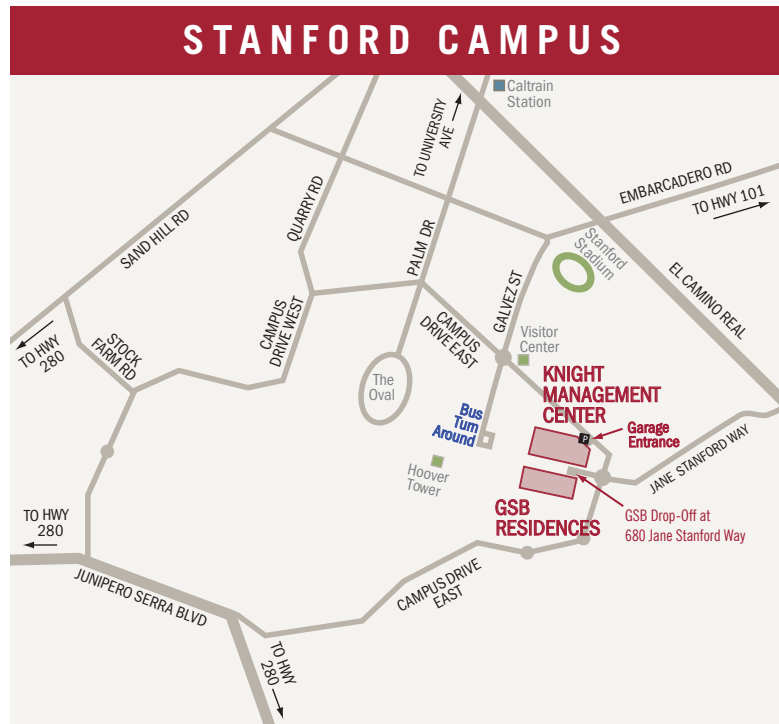 STANFORD CAMPUS
Caltrain
Station
TO UNIVERSITY
AVE
EMBARCADERO RD
TO HWY 101
SAND HILL RD
QUARRY RD
PALM DR
Stanford
Stadium
EL CAMINO REAL
GALVEZ ST
TO HWY
280
STOCK
FARM RD
CAMPUS
DRIVE WEST
CAMPUS
DRIVE EAST
Visitor
Center
The
Oval
KNIGHT
MANAGEMENT
CENTER
Bus
Turn
Around
P
Garage
Entrance
JANE STANFORD WAY
Hoover
Tower
GSB
RESIDENCES
GSB Drop-Off at
680 Jane Stanford Way
TO HWY
280
JUNIPERO SERRA BLVD
CAMPUS DRIVE
EAST
TO HWY
280